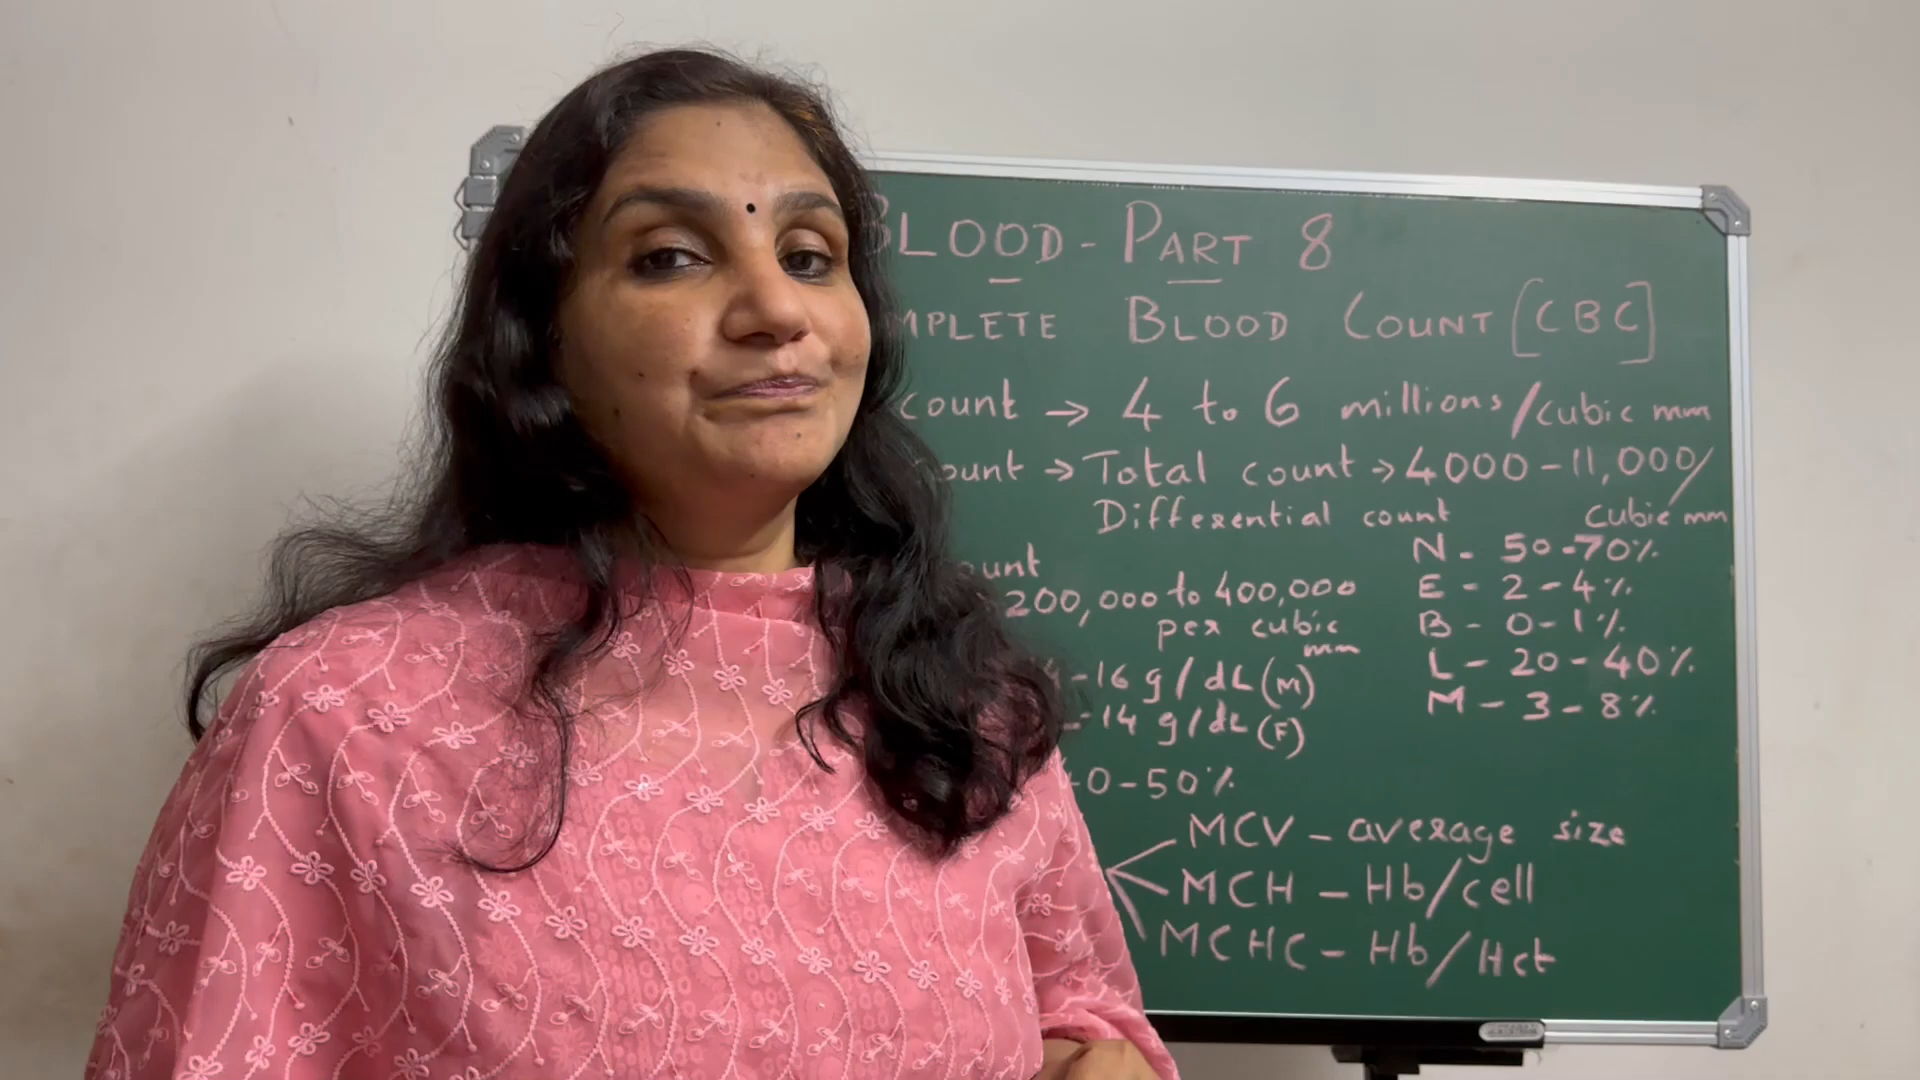 BLOOD - PART 8
MPLETE BLOOD COUNT [CBC]
count → 4 to 6 millions/cubic mm
ount → Total count → 4000 - 11,000/
cubic mm
Differential count
N - 50 - 70%
E - 2 - 4%
B - 0 - 1%
L - 20 - 40%
M - 3 - 8%
unt
200,000 to 400,000
per cubic
mm
-16 g/dL (M)
-14 g/dL (F)
0 - 50%
MCV - average size
MCH - Hb/cell
MCHC - Hb/Hct